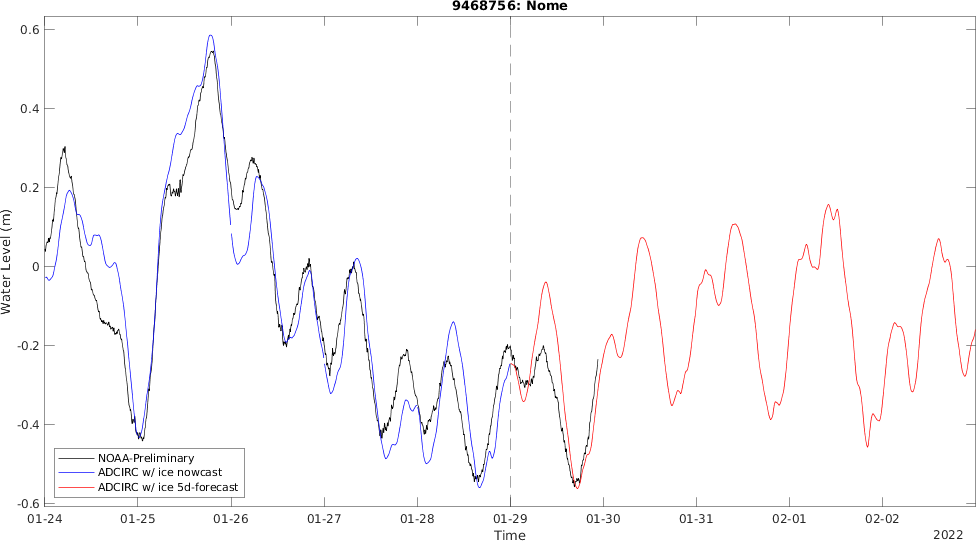 9468756: Nome
Water Level (m)
0.6
0.4
0.2
0
-0.2
-0.4
-0.6
NOAA-Preliminary
ADCIRC w/ ice nowcast
ADCIRC w/ ice 5d-forecast
01-24 01-25 01-26 01-27 01-28 01-29 01-30 01-31 02-01 02-02
Time
2022